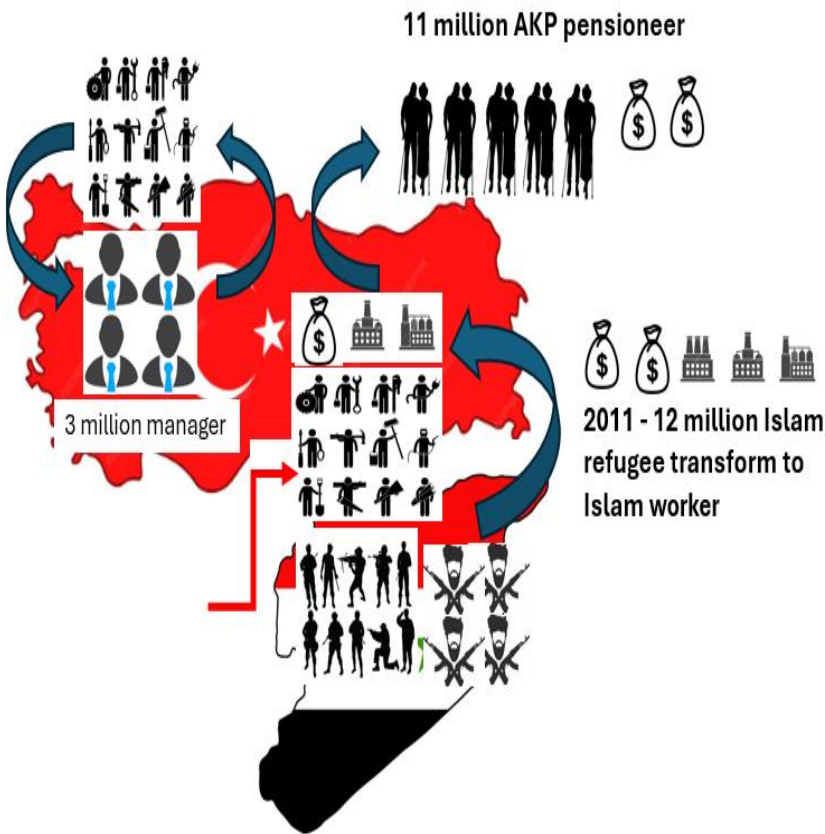 11 million AKP pensioneer
3 million manager
2011 - 12 million Islam
refugee transform to
Islam worker
$
$
$
$
$